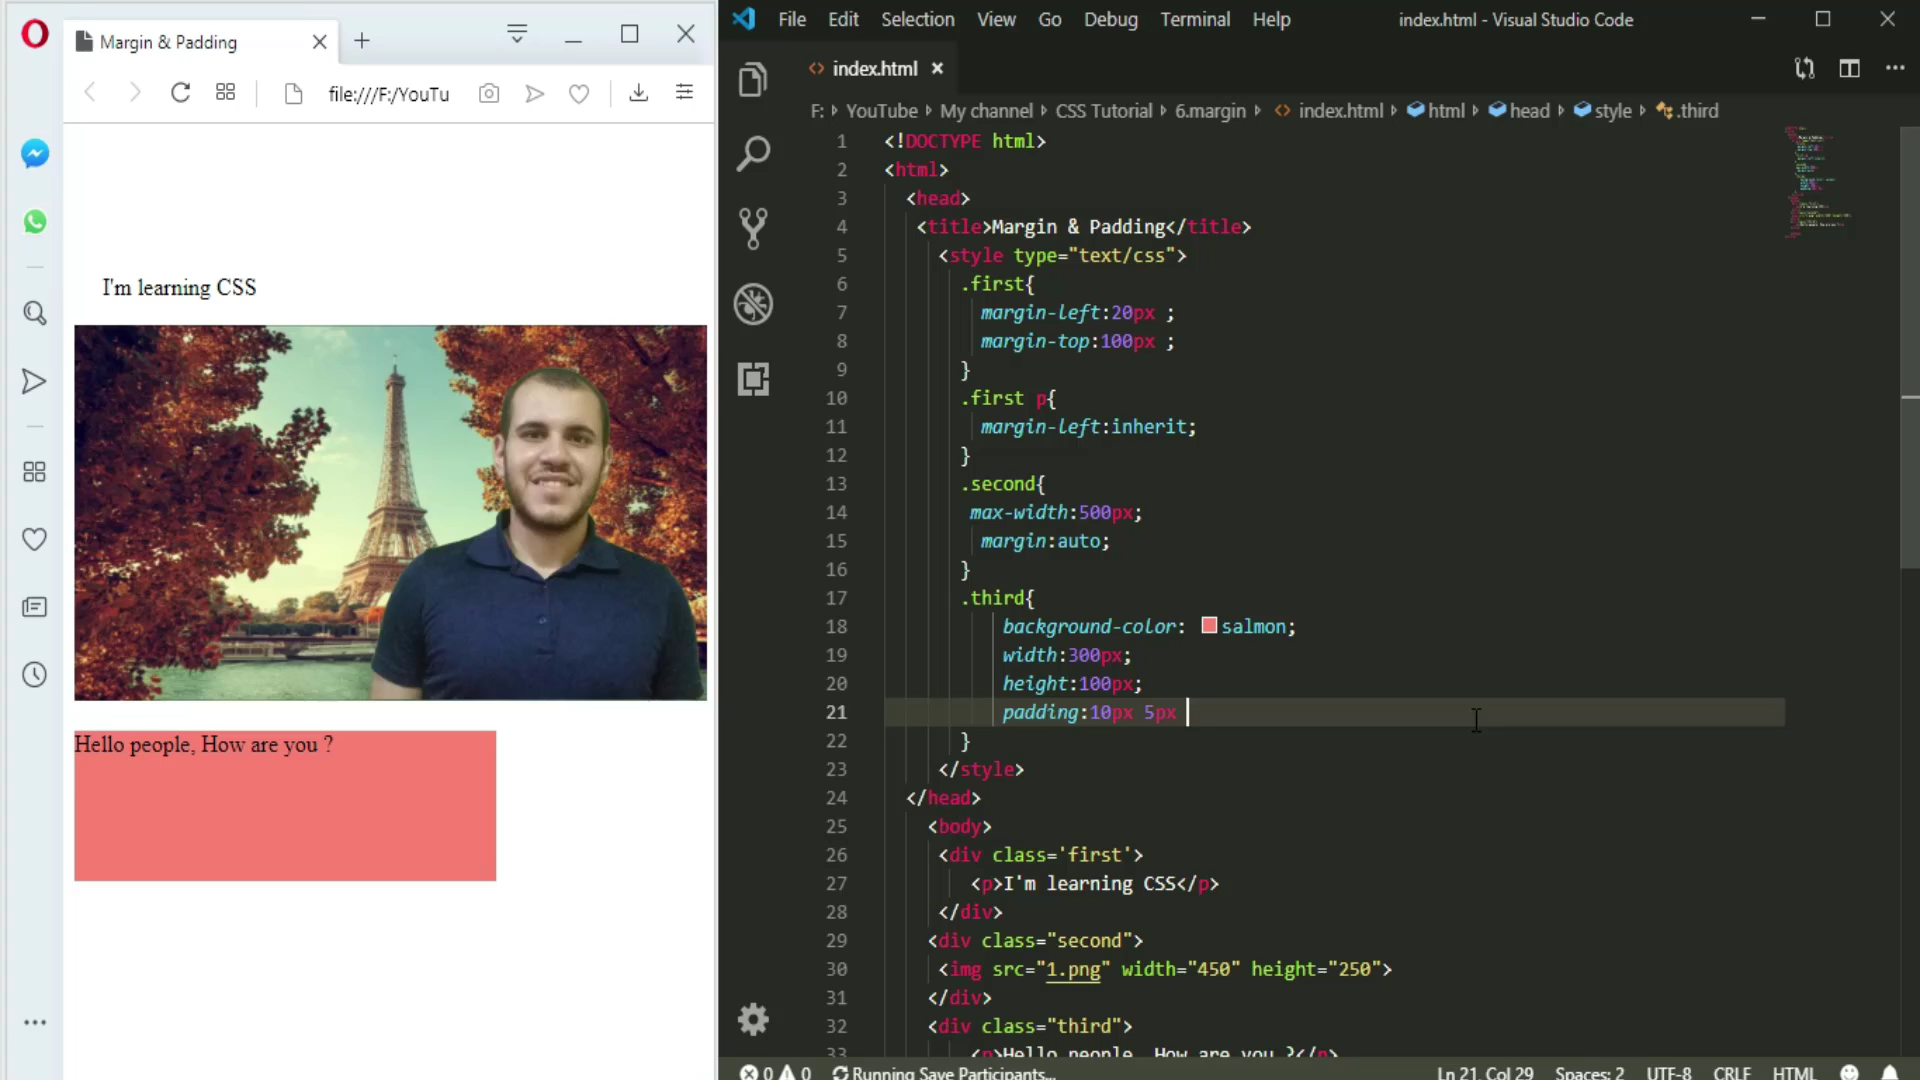 Margin & Padding
file:///F:/YouTu
I'm learning CSS
Hello people, How are you ?
File Edit Selection View Go Debug Terminal Help
index.html - Visual Studio Code
index.html
F: YouTube My channel CSS Tutorial 6.margin index.html html head style .third
1 <!DOCTYPE html>
2 <html>
3 <head>
4 <title>Margin & Padding</title>
5 <style type="text/css">
6 .first{
7 margin-left:20px ;
8 margin-top:100px ;
9 }
10 .first p{
11 margin-left:inherit;
12 }
13 .second{
14 max-width:500px;
15 margin:auto;
16 }
17 .third{
18 background-color: salmon;
19 width:300px;
20 height:100px;
21 padding:10px 5px
22 }
23 </style>
24 </head>
25 <body>
26 <div class='first'>
27 <p>I'm learning CSS</p>
28 </div>
29 <div class="second">
30 <img src="1.png" width="450" height="250">
31 </div>
32 <div class="third">
33 <p>Hello people, How are you ?</p>
0 0 Running Save Participants...
Ln 21, Col 29 Spaces: 2 UTF-8 CRLF HTML